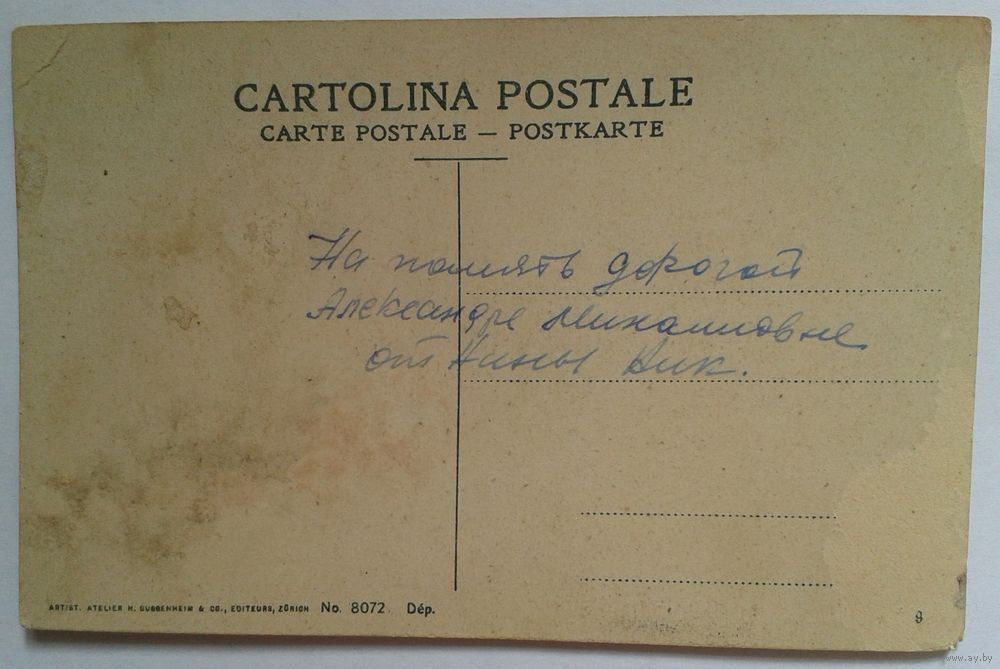 CARTOLINA POSTALE
CARTE POSTALE — POSTKARTE
На память дорогой
Александре Михайловне
от Нины Ник.
ARTIST. ATELIER H. GUGGENHEIM & CO., EDITEURS, ZÜRICH No. 8072 Dép.
9
www.ay.by